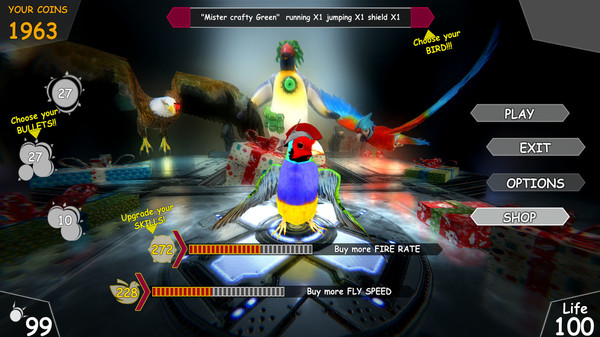 YOUR COINS
1963
"Mister crafty Green" running X1 jumping X1 shield X1
Choose your
BIRD!!!
27
Choose your
BULLETS!!
27
10
PLAY
EXIT
OPTIONS
SHOP
Upgrade your
SKILLS!
272
Buy more FIRE RATE
228
Buy more FLY SPEED
99
Life
100